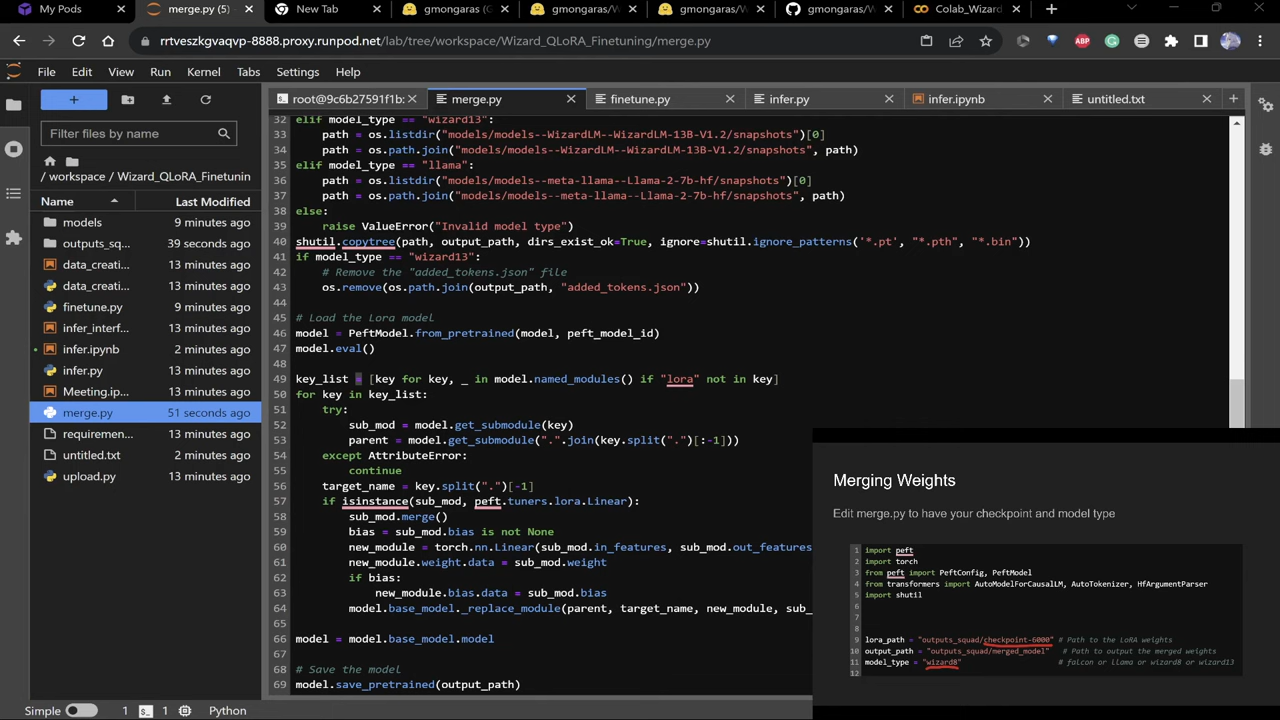 My Pods
merge.py (5)
New Tab
gmongaras (
gmongaras/W
gmongaras/W
gmongaras/W
Colab_Wizard
rrtveszkgvaqvp-8888.proxy.runpod.net/lab/tree/workspace/Wizard_QLoRA_Finetuning/merge.py
ABP
File Edit View Run Kernel Tabs Settings Help
root@9c6b27591f1b:
merge.py
finetune.py
infer.py
infer.ipynb
untitled.txt
Filter files by name
/ workspace / Wizard_QLoRA_Finetunin
Name Last Modified
models 9 minutes ago
outputs_sq... 39 seconds ago
data_creati... 13 minutes ago
data_creati... 13 minutes ago
finetune.py 9 minutes ago
infer_interf... 13 minutes ago
infer.ipynb 2 minutes ago
infer.py 13 minutes ago
Meeting.ip... 13 minutes ago
merge.py 51 seconds ago
requiremen... 13 minutes ago
untitled.txt 2 minutes ago
upload.py 13 minutes ago
32 elif model_type == "wizard13":
33 path = os.listdir("models/models--WizardLM--WizardLM-13B-V1.2/snapshots")[0]
34 path = os.path.join("models/models--WizardLM--WizardLM-13B-V1.2/snapshots", path)
35 elif model_type == "llama":
36 path = os.listdir("models/models--meta-llama--Llama-2-7b-hf/snapshots")[0]
37 path = os.path.join("models/models--meta-llama--Llama-2-7b-hf/snapshots", path)
38 else:
39 raise ValueError("Invalid model type")
40 shutil.copytree(path, output_path, dirs_exist_ok=True, ignore=shutil.ignore_patterns('*.pt', "*.pth", "*.bin"))
41 if model_type == "wizard13":
42 # Remove the "added_tokens.json" file
43 os.remove(os.path.join(output_path, "added_tokens.json"))
44
45 # Load the Lora model
46 model = PeftModel.from_pretrained(model, peft_model_id)
47 model.eval()
48
49 key_list = [key for key, _ in model.named_modules() if "lora" not in key]
50 for key in key_list:
51 try:
52 sub_mod = model.get_submodule(key)
53 parent = model.get_submodule(".".join(key.split(".")[:-1]))
54 except AttributeError:
55 continue
56 target_name = key.split(".")[-1]
57 if isinstance(sub_mod, peft.tuners.lora.Linear):
58 sub_mod.merge()
59 bias = sub_mod.bias is not None
60 new_module = torch.nn.Linear(sub_mod.in_features, sub_mod.out_features
61 new_module.weight.data = sub_mod.weight
62 if bias:
63 new_module.bias.data = sub_mod.bias
64 model.base_model._replace_module(parent, target_name, new_module, sub_
65
66 model = model.base_model.model
67
68 # Save the model
69 model.save_pretrained(output_path)
Merging Weights
Edit merge.py to have your checkpoint and model type
1 import peft
2 import torch
3 from peft import PeftConfig, PeftModel
4 from transformers import AutoModelForCausalLM, AutoTokenizer, HfArgumentParser
5 import shutil
6
7
8
9 lora_path = "outputs_squad/checkpoint-6000" # Path to the LoRA weights
10 output_path = "outputs_squad/merged_model" # Path to output the merged weights
11 model_type = "wizard8" # falcon or llama or wizard8 or wizard13
12
Simple 1 1 Python